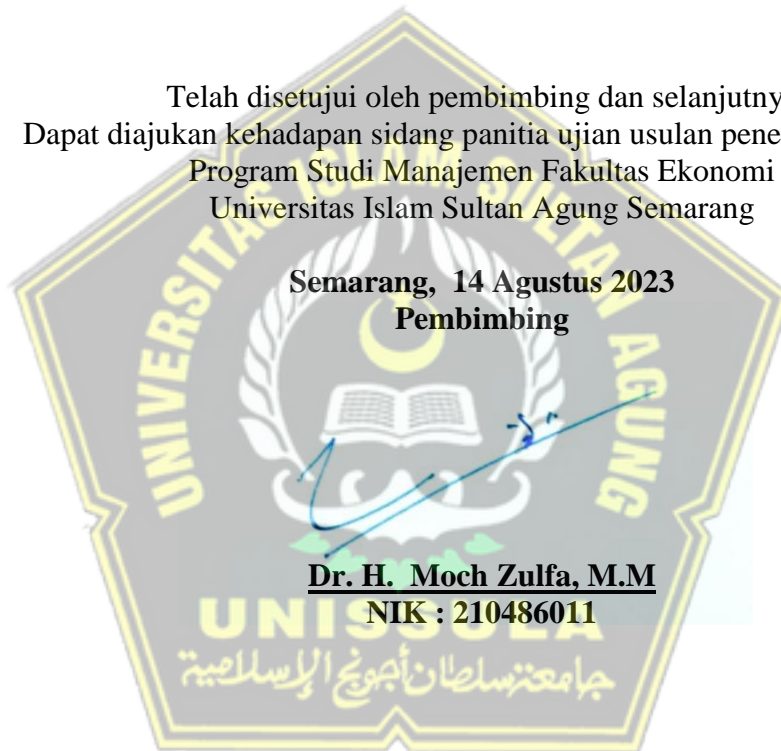 Telah disetujui oleh pembimbing dan selanjutny
Dapat diajukan kehadapan sidang panitia ujian usulan pene
Program Studi Manajemen Fakultas Ekonomi
Universitas Islam Sultan Agung Semarang
Semarang, 14 Agustus 2023
Pembimbing
Dr. H. Moch Zulfa, M.M
NIK : 210486011
UNIVERSITAS ISLAM SULTAN AGUNG
UNISSULA
جامعة سلطان أجونج الإسلامية